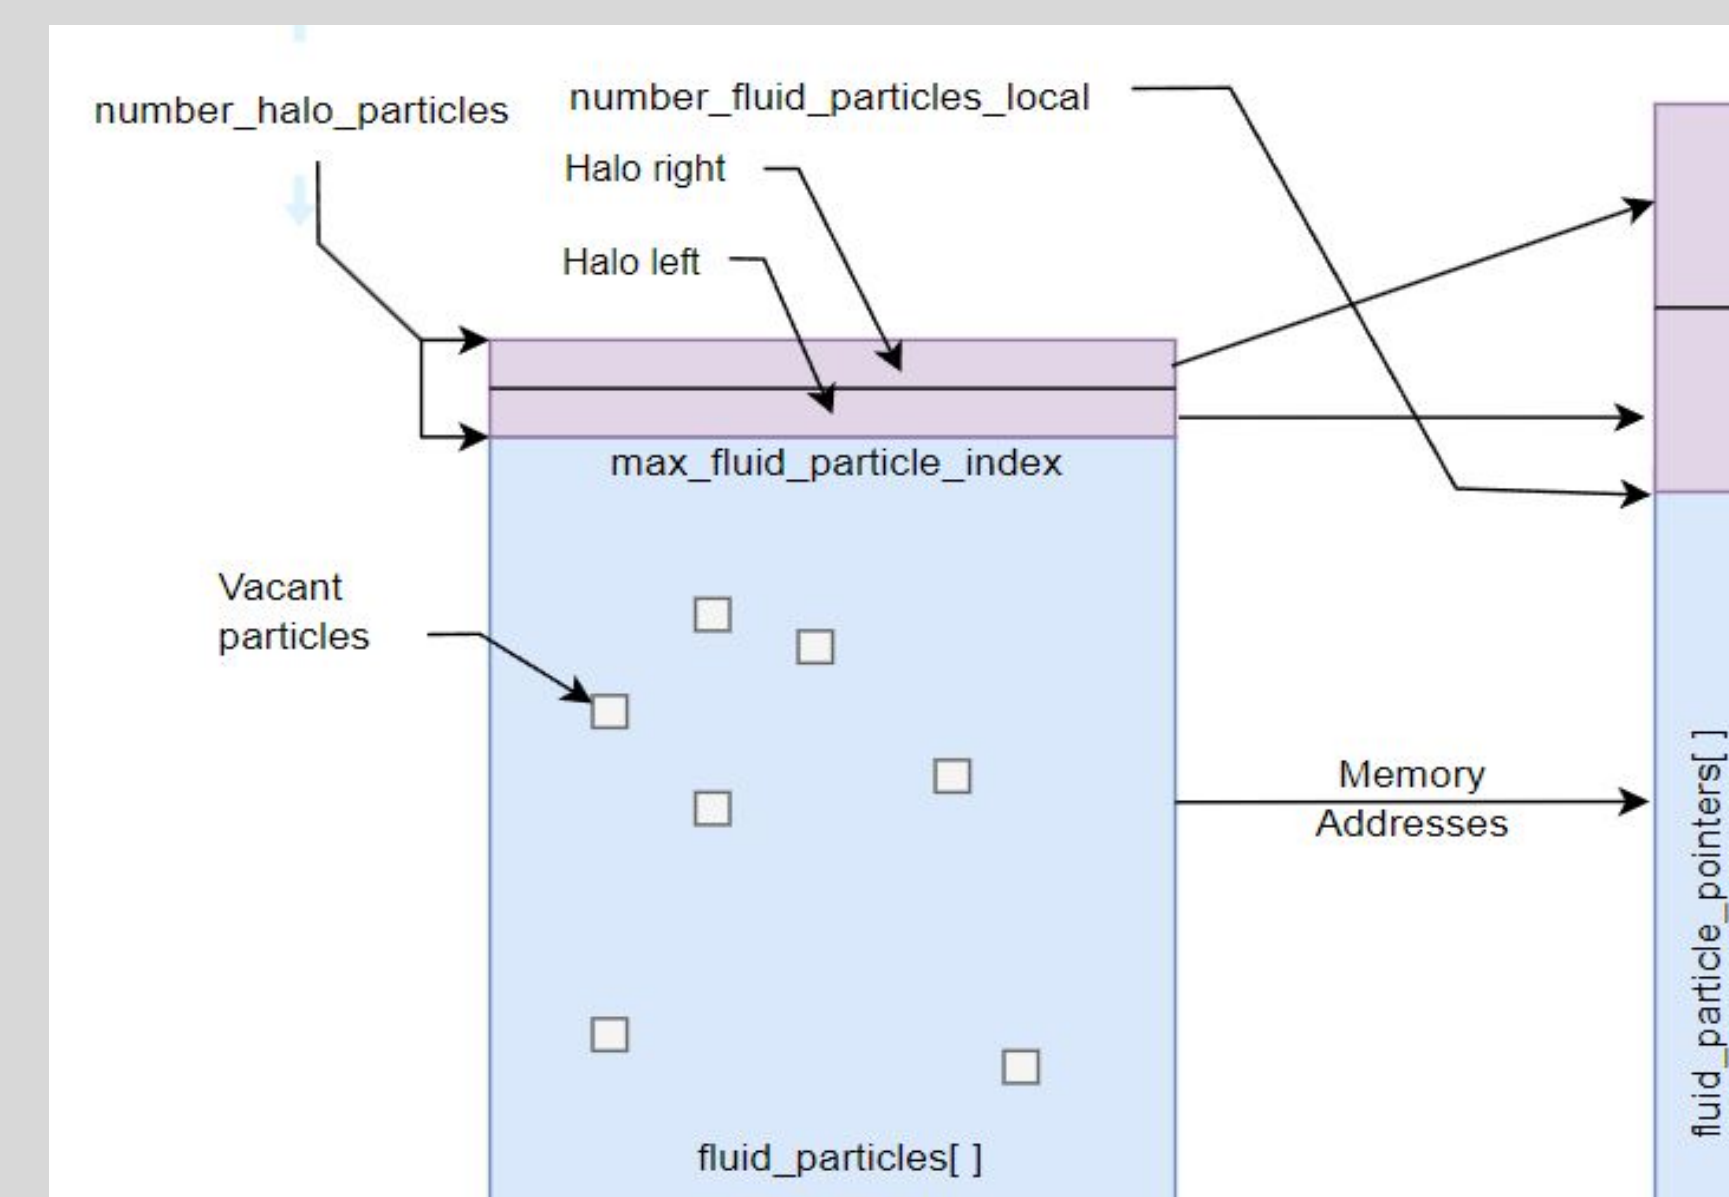 number_halo_particles
number_fluid_particles_local
Halo right
Halo left
max_fluid_particle_index
Vacant
particles
Memory
Addresses
fluid_particle_pointers[ ]
fluid_particles[ ]